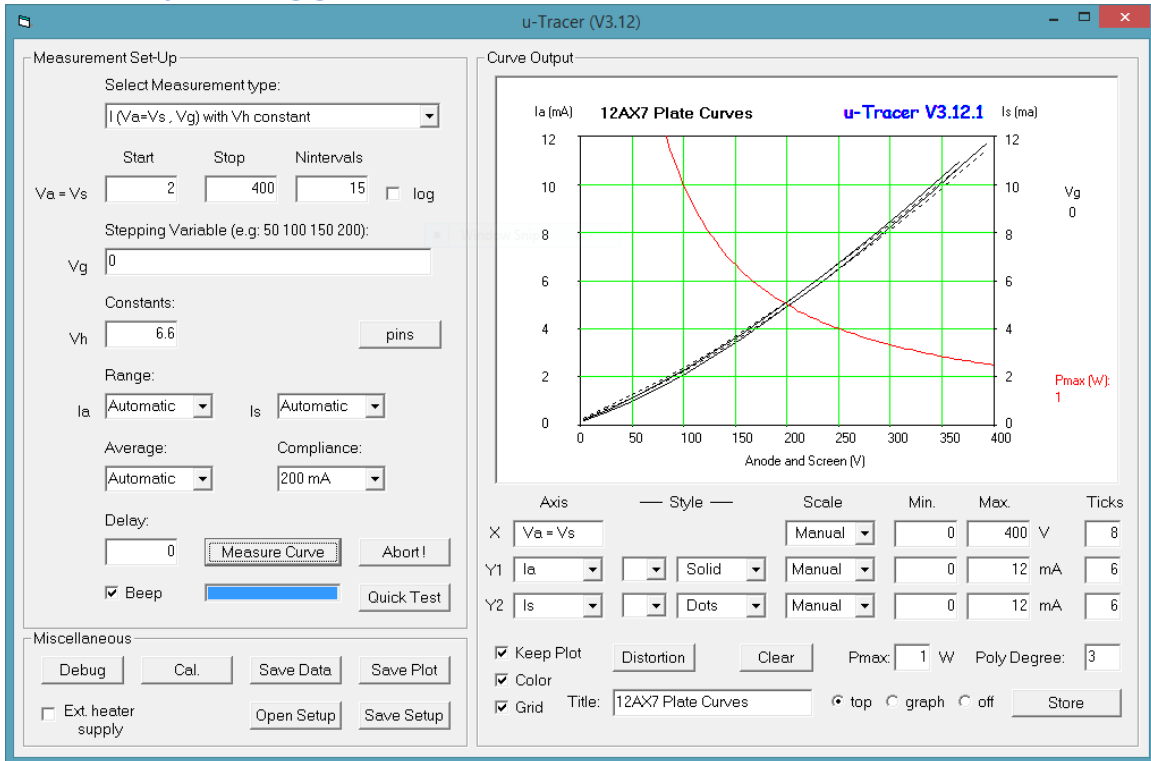 u-Tracer (V3.12)
Measurement Set-Up
Select Measurement type:
I (Va=Vs , Vg) with Vh constant
Start Stop Nintervals
Va = Vs 2 400 15 log
Stepping Variable (e.g: 50 100 150 200):
Vg 0
Constants:
Vh 6.6 pins
Range:
Ia Automatic Is Automatic
Average: Compliance:
Automatic 200 mA
Delay:
0 Measure Curve Abort!
Beep Quick Test
Miscellaneous
Debug Cal. Save Data Save Plot
Ext. heater
supply
Open Setup Save Setup
Curve Output
Ia (mA) 12AX7 Plate Curves u-Tracer V3.12.1 Is (ma)
12 12
10 10
Vg
0
Window Snip
8 8
6 6
4 4
2 2
Pmax (W):
1
0 0
0 50 100 150 200 250 300 350 400
Anode and Screen (V)
Axis Style Scale Min. Max. Ticks
X Va = Vs Manual 0 400 V 8
Y1 Ia Solid Manual 0 12 mA 6
Y2 Is Dots Manual 0 12 mA 6
Keep Plot Distortion Clear Pmax: 1 W Poly Degree: 3
Color
Grid Title: 12AX7 Plate Curves top graph off Store